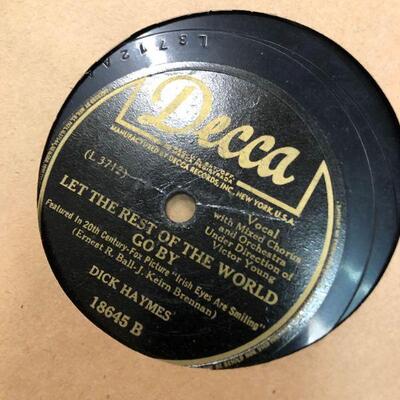 L 3712 A
Decca
MANUFACTURED BY DECCA RECORDS, INC., NEW YORK, U.S.A.
(L 3712)
Vocal
with Mixed Chorus
and Orchestra
Under Direction of
Victor Young
LET THE REST OF THE WORLD
GO BY
Featured In 20th Century-Fox Picture "Irish Eyes Are Smiling"
(Ernest R. Ball-J. Keirn Brennan)
DICK HAYMES
18645 B